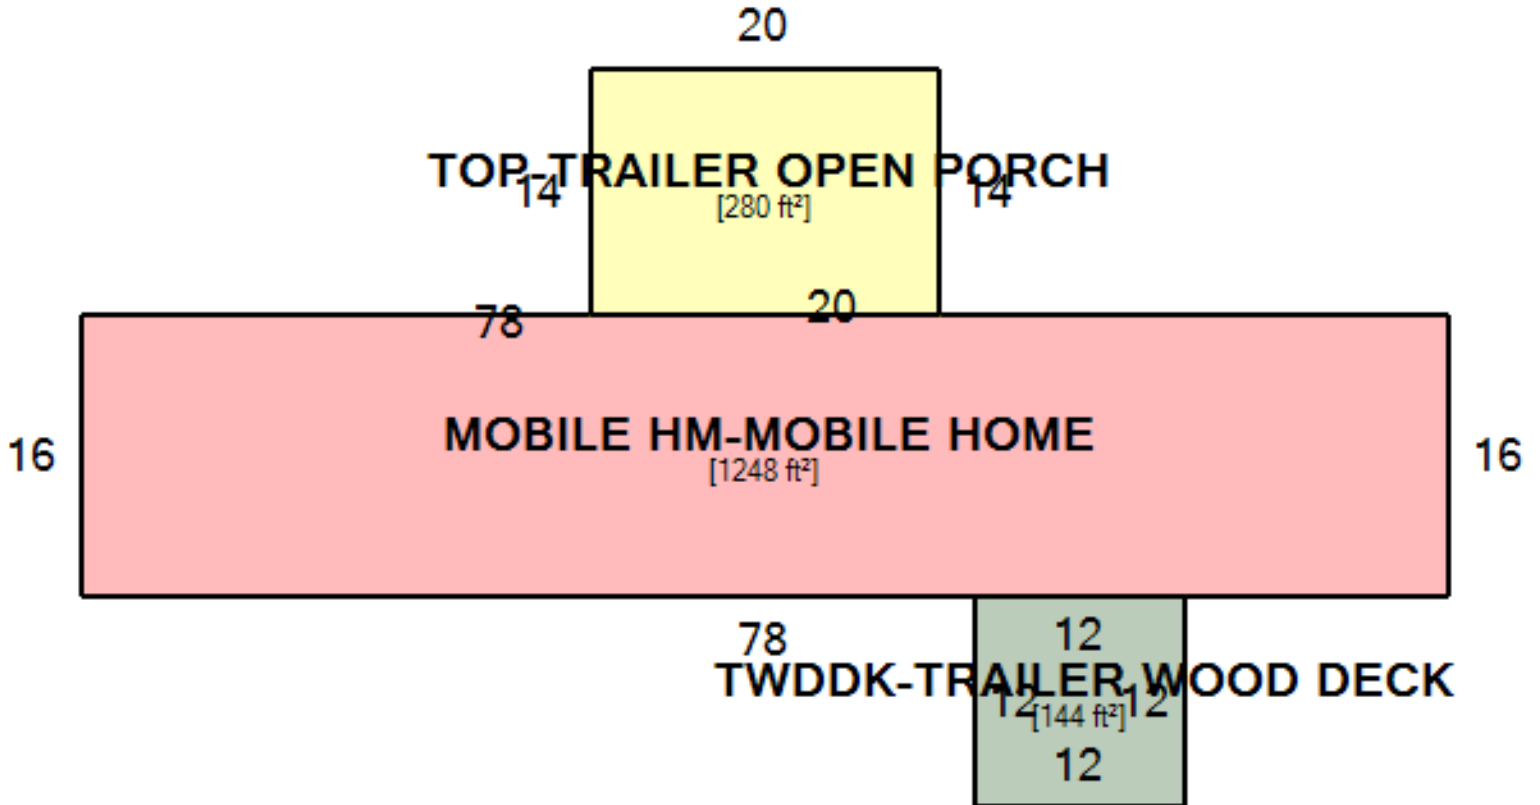 20
TOP-TRAILER OPEN PORCH
14
14
[280 ft²]
78
20
MOBILE HM-MOBILE HOME
16
16
[1248 ft²]
78
12
TWDDK-TRAILER WOOD DECK
12
12
[144 ft²]
12